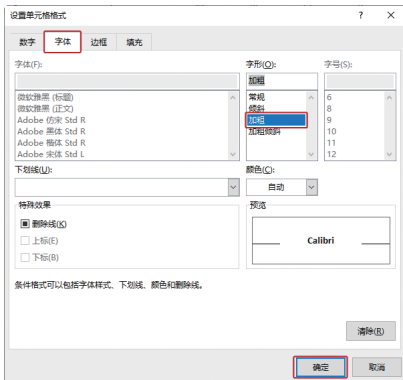 设置单元格格式 ? ×
数字 字体 边框 填充
字体(F): 字形(O): 字号(S):
加粗
微软雅黑 (标题) 常规 6
微软雅黑 (正文) 倾斜 8
Adobe 仿宋 Std R 加粗 9
Adobe 黑体 Std R 加粗倾斜 10
Adobe 楷体 Std R 11
Adobe 宋体 Std L 12
下划线(U): 颜色(C):
自动
特殊效果 预览
删除线(K)
上标(E)
下标(B)
Calibri
条件格式可以包括字体样式、下划线、颜色和删除线。
清除(R)
确定 取消